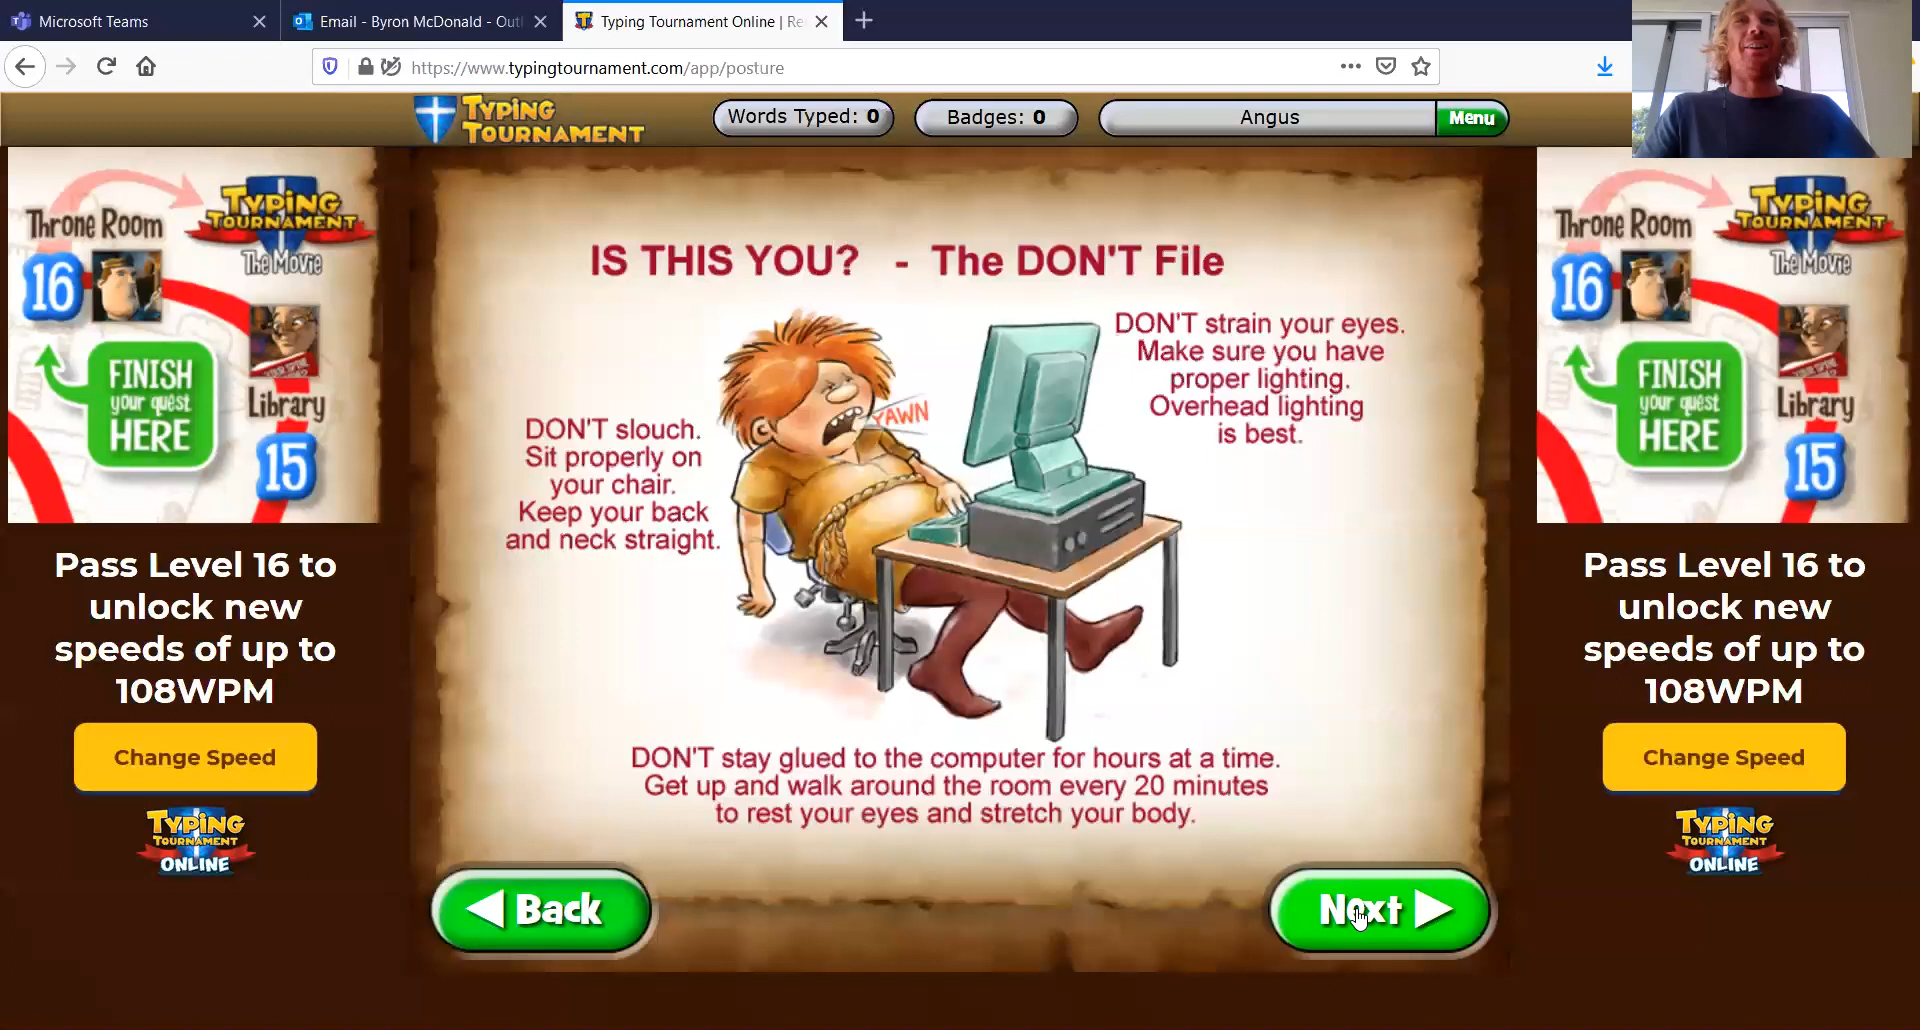 Microsoft Teams
Email - Byron McDonald - Out
Typing Tournament Online | Re
https://www.typingtournament.com/app/posture
TYPING
TOURNAMENT
Words Typed: 0
Badges: 0
Angus
Menu
Throne Room
16
TYPING
TOURNAMENT
The Movie
FINISH
your quest
HERE
Library
15
Pass Level 16 to
unlock new
speeds of up to
108WPM
Change Speed
TYPING
TOURNAMENT
ONLINE
IS THIS YOU? - The DON'T File
DON'T slouch.
Sit properly on
your chair.
Keep your back
and neck straight.
YAWN
DON'T strain your eyes.
Make sure you have
proper lighting.
Overhead lighting
is best.
DON'T stay glued to the computer for hours at a time.
Get up and walk around the room every 20 minutes
to rest your eyes and stretch your body.
Back
Next
Throne Room
16
TYPING
TOURNAMENT
The Movie
FINISH
your quest
HERE
Library
15
Pass Level 16 to
unlock new
speeds of up to
108WPM
Change Speed
TYPING
TOURNAMENT
ONLINE